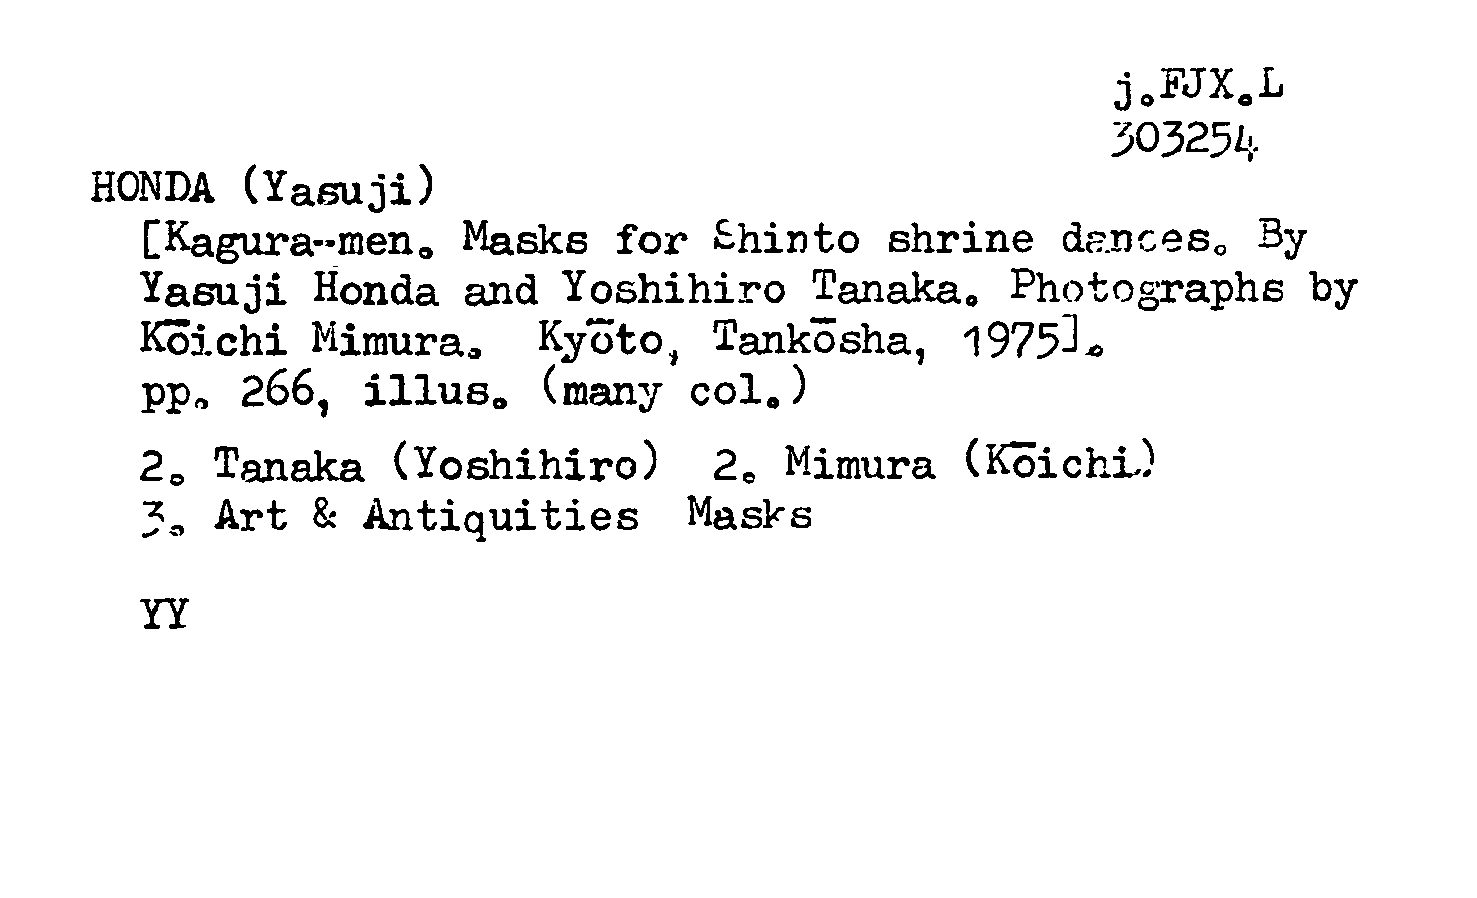 j.FJX.L
303254
HONDA (Yasuji)
[Kagura-men. Masks for Shinto shrine dances. By
Yasuji Honda and Yoshihiro Tanaka. Photographs by
Kōichi Mimura. Kyōto, Tankōsha, 1975].
pp. 266, illus. (many col.)
2. Tanaka (Yoshihiro) 2. Mimura (Kōichi)
3. Art & Antiquities Masks
YY